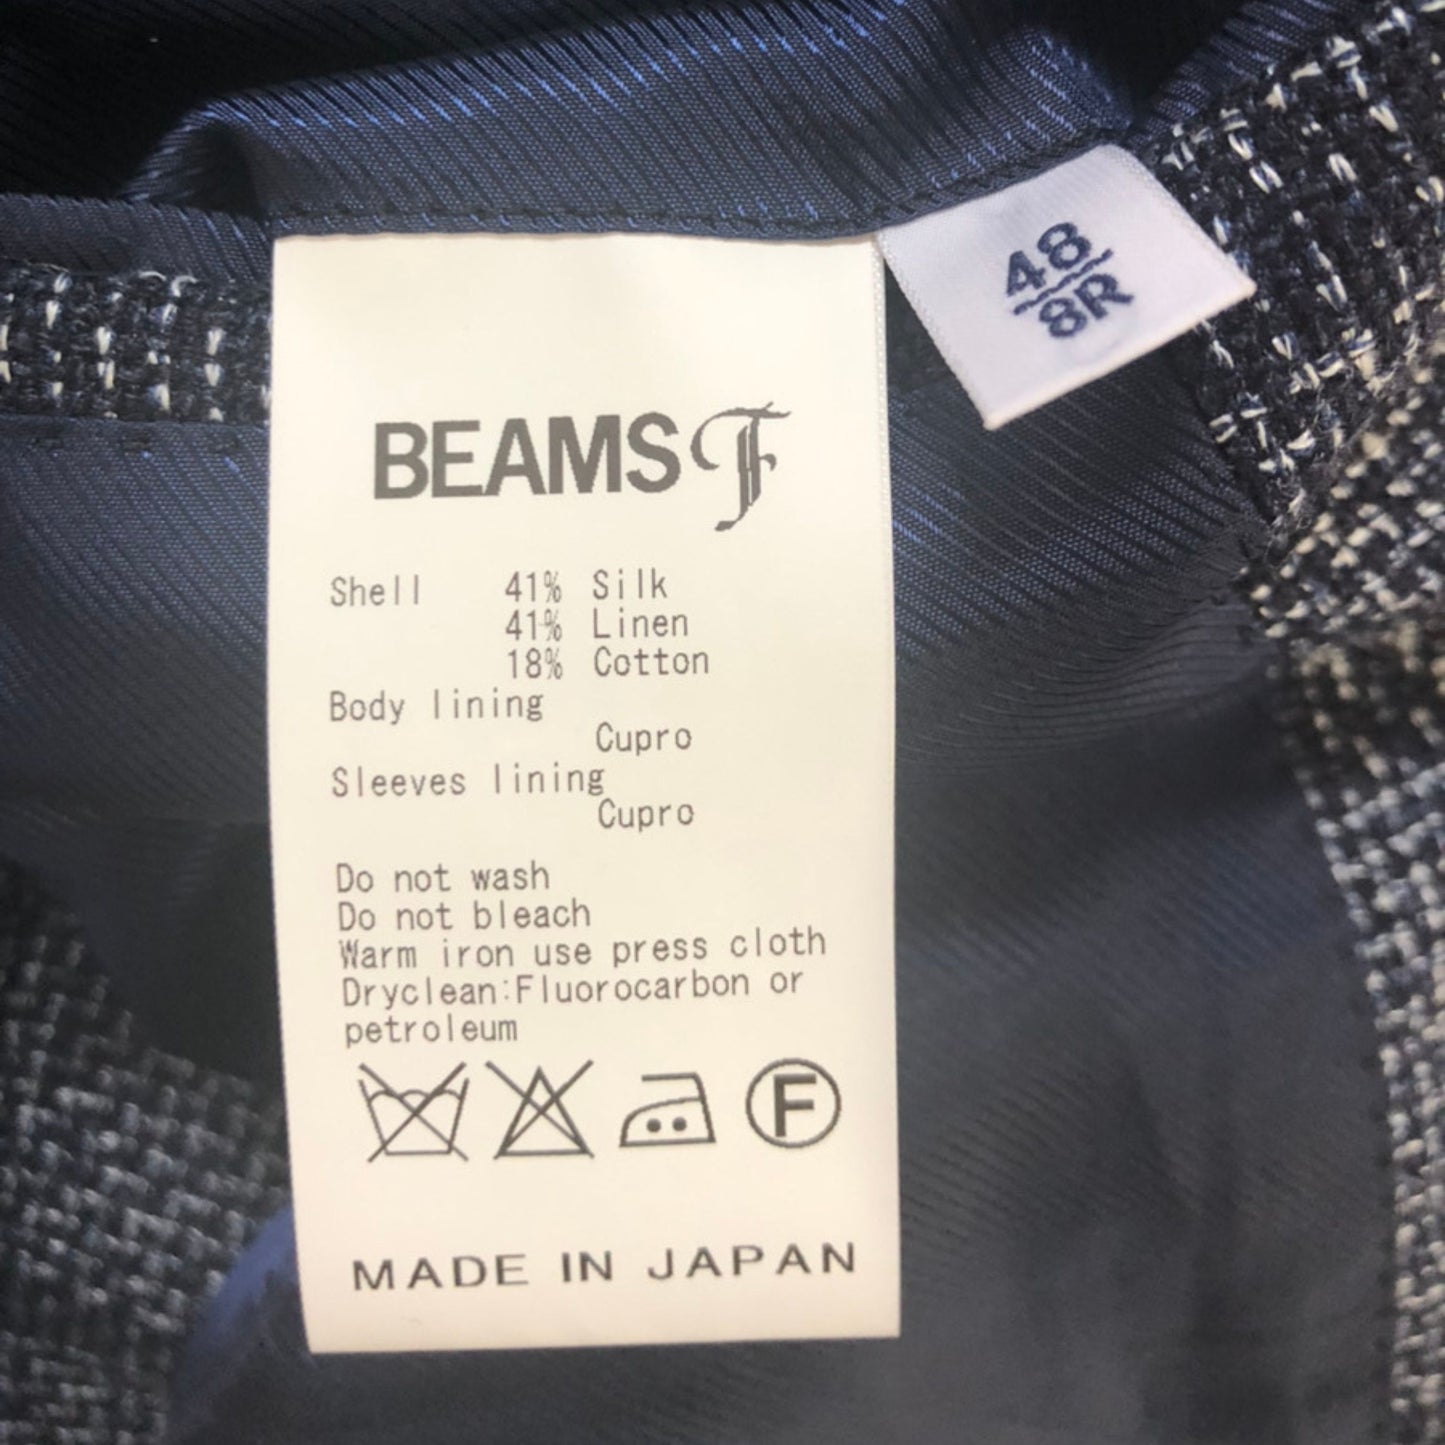 48
8R
BEAMS F
Shell 41% Silk
41% Linen
18% Cotton
Body lining
Cupro
Sleeves lining
Cupro
Do not wash
Do not bleach
Warm iron use press cloth
Dryclean:Fluorocarbon or
petroleum
F
MADE IN JAPAN